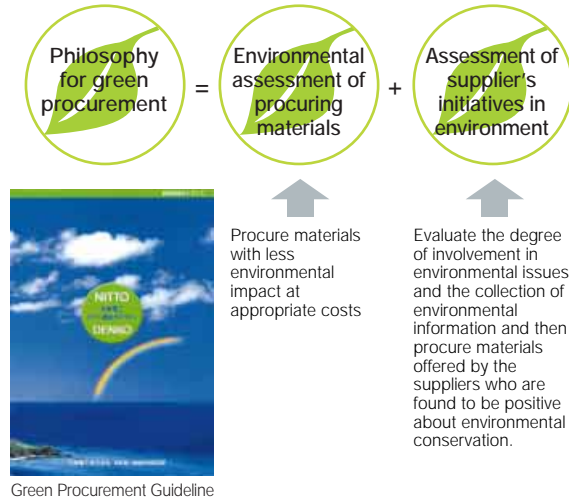 Philosophy
for green
procurement
=
Environmental
assessment of
procuring
materials
+
Assessment of
supplier's
initiatives in
environment
Procure materials
with less
environmental
impact at
appropriate costs
Evaluate the degree
of involvement in
environmental issues
and the collection of
environmental
information and then
procure materials
offered by the
suppliers who are
found to be positive
about environmental
conservation.
NITTO
DENKO
Green Procurement Guideline